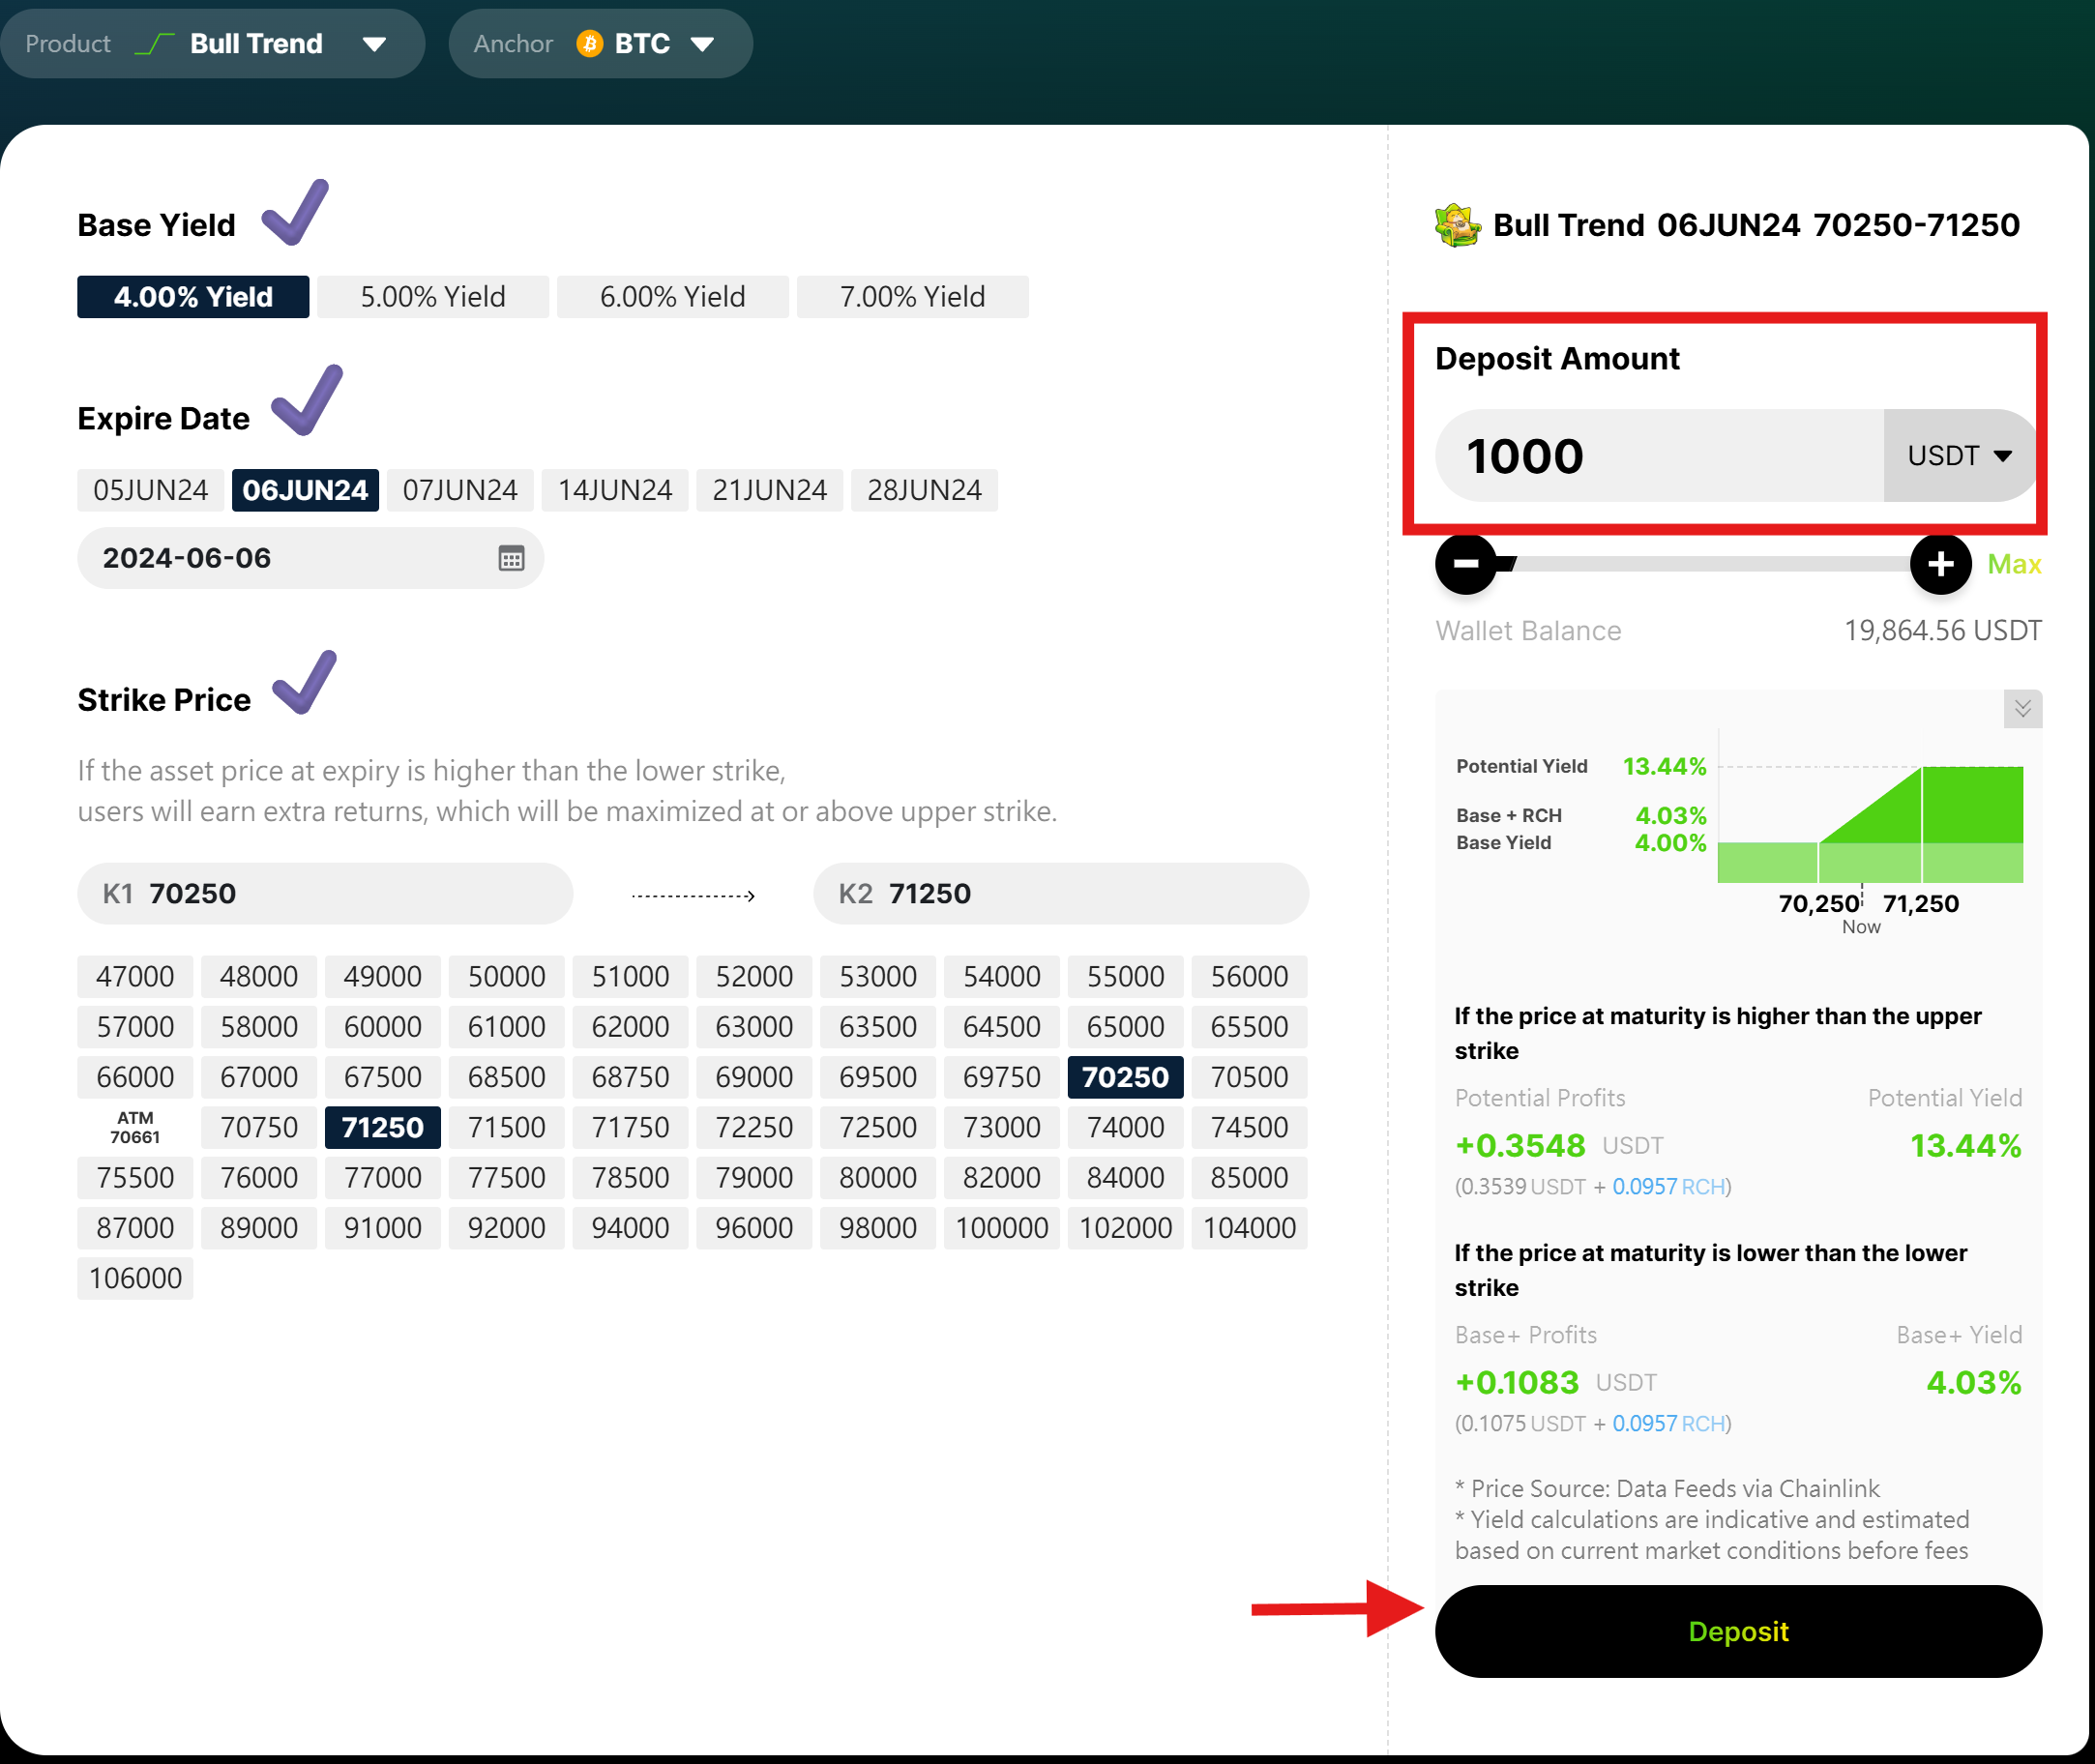 Product Bull Trend Anchor BTC
Base Yield
4.00% Yield 5.00% Yield 6.00% Yield 7.00% Yield
Expire Date
05JUN24 06JUN24 07JUN24 14JUN24 21JUN24 28JUN24
2024-06-06
Strike Price
If the asset price at expiry is higher than the lower strike,
users will earn extra returns, which will be maximized at or above upper strike.
K1 70250 K2 71250
47000 48000 49000 50000 51000 52000 53000 54000 55000 56000
57000 58000 60000 61000 62000 63000 63500 64500 65000 65500
66000 67000 67500 68500 68750 69000 69500 69750 70250 70500
ATM
70661
70750 71250 71500 71750 72250 72500 73000 74000 74500
75500 76000 77000 77500 78500 79000 80000 82000 84000 85000
87000 89000 91000 92000 94000 96000 98000 100000 102000 104000
106000
Bull Trend 06JUN24 70250-71250
Deposit Amount
1000 USDT
Max
Wallet Balance 19,864.56 USDT
Potential Yield 13.44%
Base + RCH 4.03%
Base Yield 4.00%
70,250 71,250
Now
If the price at maturity is higher than the upper
strike
Potential Profits Potential Yield
+0.3548 USDT 13.44%
(0.3539 USDT + 0.0957 RCH)
If the price at maturity is lower than the lower
strike
Base+ Profits Base+ Yield
+0.1083 USDT 4.03%
(0.1075 USDT + 0.0957 RCH)
* Price Source: Data Feeds via Chainlink
* Yield calculations are indicative and estimated
based on current market conditions before fees
Deposit